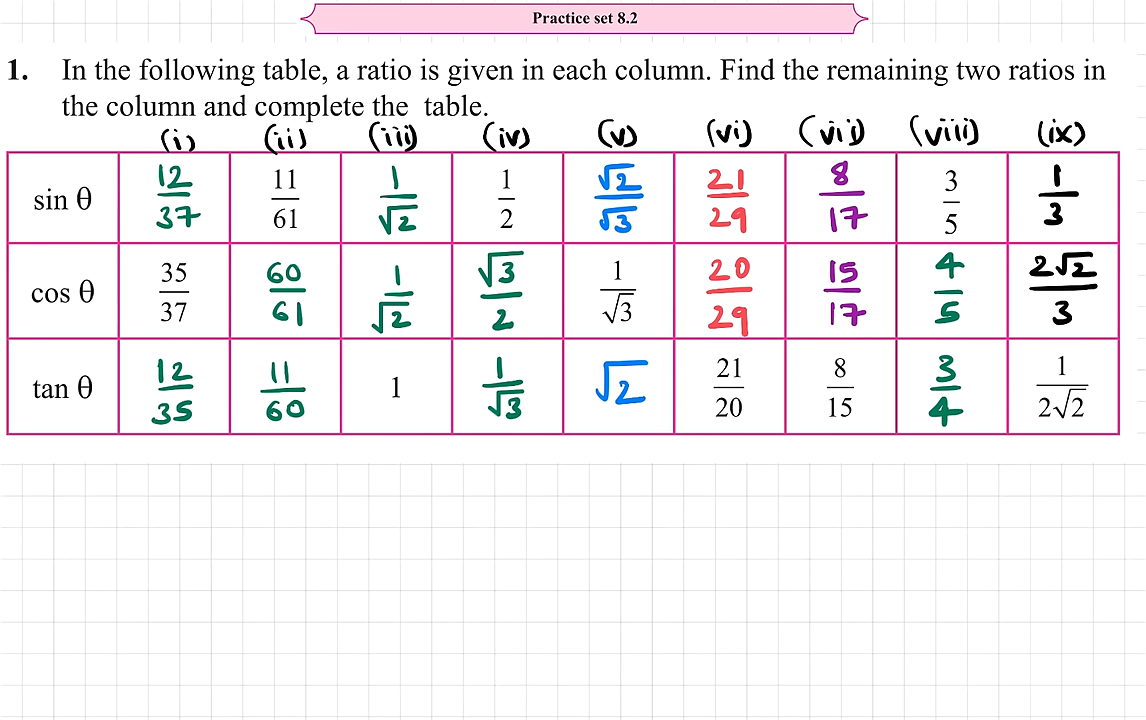 Practice set 8.2
1. In the following table, a ratio is given in each column. Find the remaining two ratios in
the column and complete the table.
(i) (ii) (iii) (iv) (v) (vi) (vii) (viii) (ix)
sin θ 12/37 11/61 1/√2 1/2 √2/√3 21/29 8/17 3/5 1/3
cos θ 35/37 60/61 1/√2 √3/2 1/√3 20/29 15/17 4/5 2√2/3
tan θ 12/35 11/60 1 1/√3 √2 21/20 8/15 3/4 1/2√2